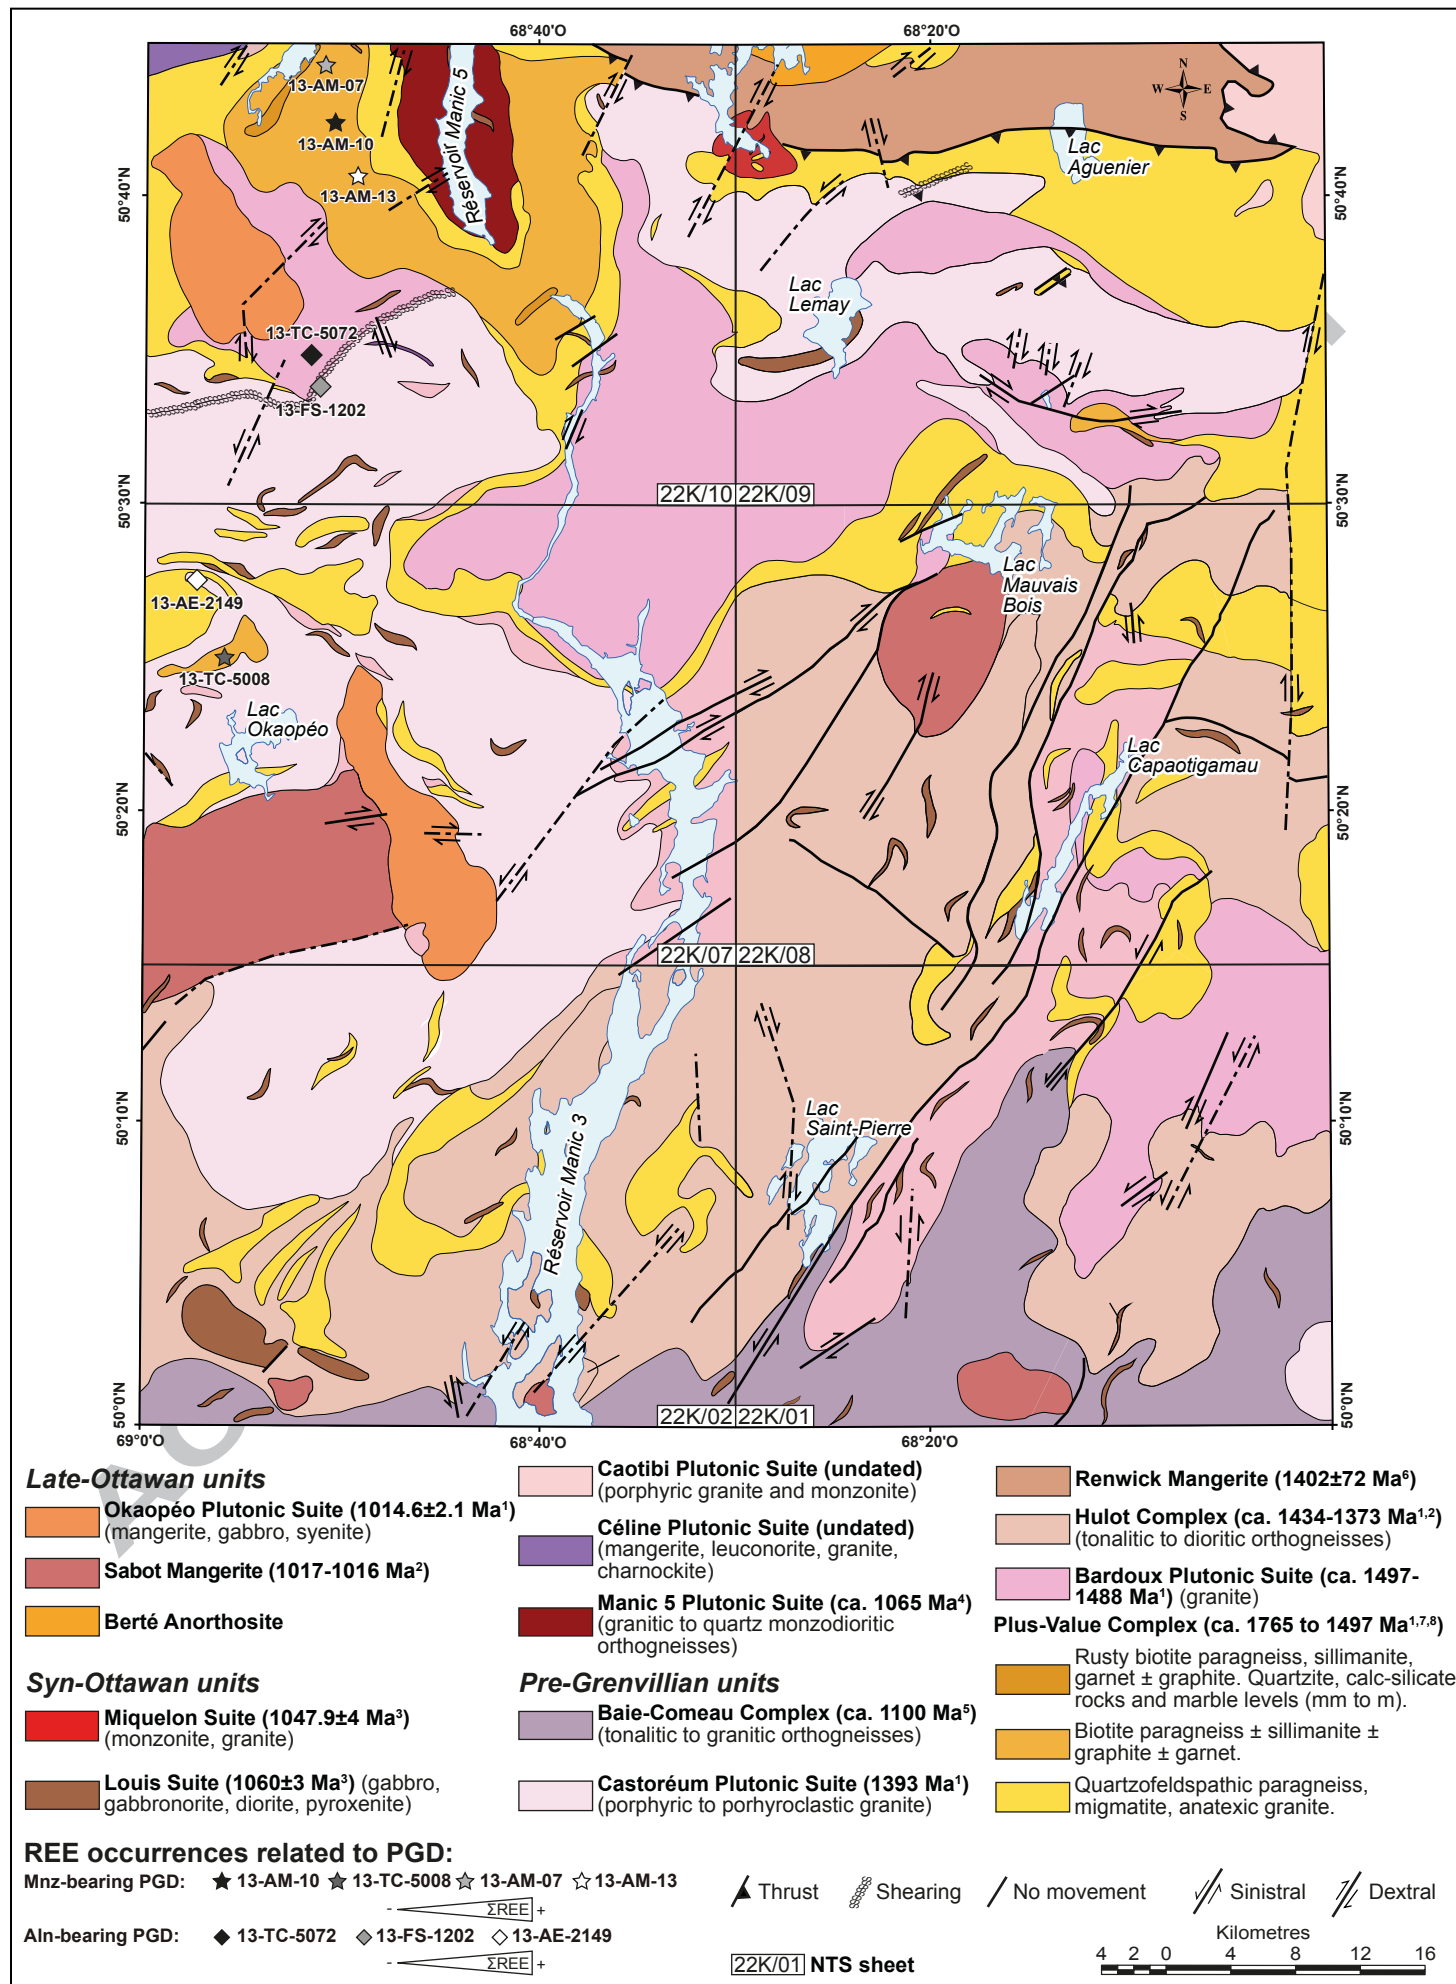 68°40'O
68°20'O
N
W E
S
13-AM-07
13-AM-10
13-AM-13
Réservoir Manic 5
Lac
Aguenier
50°40'N
50°40'N
Lac
Lemay
13-TC-5072
13-FS-1202
22K/10 22K/09
50°30'N
50°30'N
Lac
Mauvais
Bois
13-AE-2149
13-TC-5008
Lac
Okaopéo
Lac
Capaotigamau
50°20'N
50°20'N
22K/07 22K/08
Lac
Saint-Pierre
50°10'N
50°10'N
Réservoir Manic 3
22K/02 22K/01
50°0'N
50°0'N
69°0'O
68°40'O
68°20'O
Ac
Late-Ottawan units
Okaopéo Plutonic Suite (1014.6±2.1 Ma¹)
(mangerite, gabbro, syenite)
Sabot Mangerite (1017-1016 Ma²)
Berté Anorthosite
Syn-Ottawan units
Miquelon Suite (1047.9±4 Ma³)
(monzonite, granite)
Louis Suite (1060±3 Ma³) (gabbro,
gabbronorite, diorite, pyroxenite)
Caotibi Plutonic Suite (undated)
(porphyric granite and monzonite)
Céline Plutonic Suite (undated)
(mangerite, leuconorite, granite,
charnockite)
Manic 5 Plutonic Suite (ca. 1065 Ma⁴)
(granitic to quartz monzodioritic
orthogneisses)
Pre-Grenvillian units
Baie-Comeau Complex (ca. 1100 Ma⁵)
(tonalitic to granitic orthogneisses)
Castoréum Plutonic Suite (1393 Ma¹)
(porphyric to porhyroclastic granite)
Renwick Mangerite (1402±72 Ma⁶)
Hulot Complex (ca. 1434-1373 Ma¹,²)
(tonalitic to dioritic orthogneisses)
Bardoux Plutonic Suite (ca. 1497-
1488 Ma¹) (granite)
Plus-Value Complex (ca. 1765 to 1497 Ma¹,⁷,⁸)
Rusty biotite paragneiss, sillimanite,
garnet ± graphite. Quartzite, calc-silicate
rocks and marble levels (mm to m).
Biotite paragneiss ± sillimanite ±
graphite ± garnet.
Quartzofeldspathic paragneiss,
migmatite, anatexic granite.
REE occurrences related to PGD:
Mnz-bearing PGD: 13-AM-10 13-TC-5008 13-AM-07 13-AM-13
- ΣREE +
Aln-bearing PGD: 13-TC-5072 13-FS-1202 13-AE-2149
- ΣREE +
Thrust Shearing No movement Sinistral Dextral
22K/01 NTS sheet
Kilometres
4 2 0 4 8 12 16